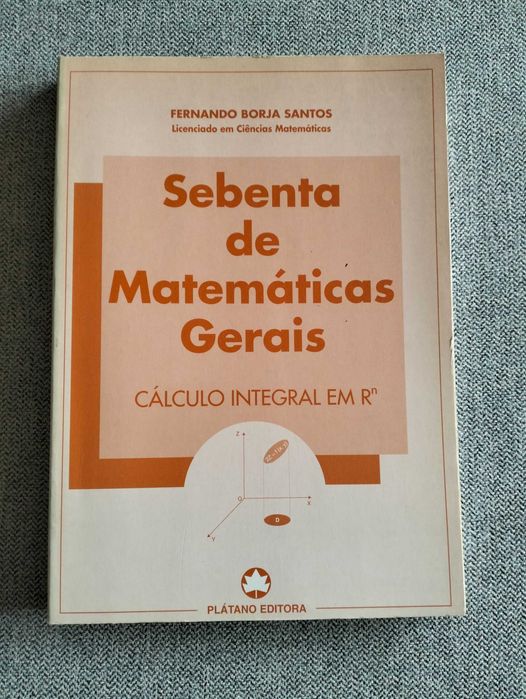 FERNANDO BORJA SANTOS
Licenciado em Ciências Matemáticas
Sebenta
de
Matemáticas
Gerais
CÁLCULO INTEGRAL EM Rⁿ
Z
O
X
D
Y
PLÁTANO EDITORA